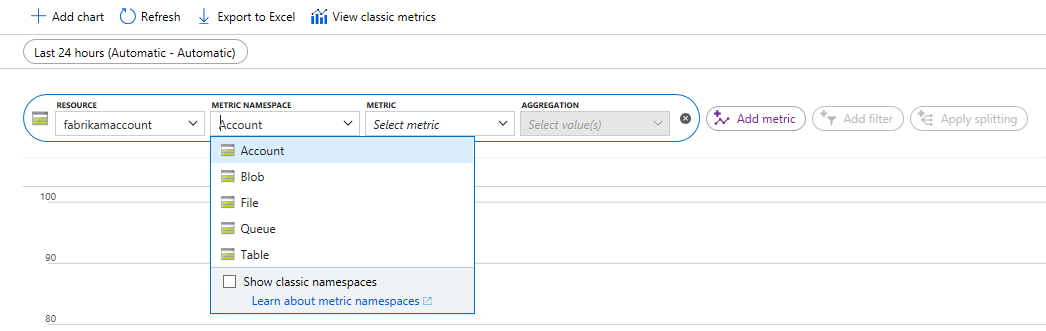 Add chart Refresh Export to Excel View classic metrics
Last 24 hours (Automatic - Automatic)
RESOURCE METRIC NAMESPACE METRIC AGGREGATION
fabrikamaccount Account Select metric Select value(s) Add metric Add filter Apply splitting
Account
Blob
File
Queue
Table
Show classic namespaces
Learn about metric namespaces
100
90
80